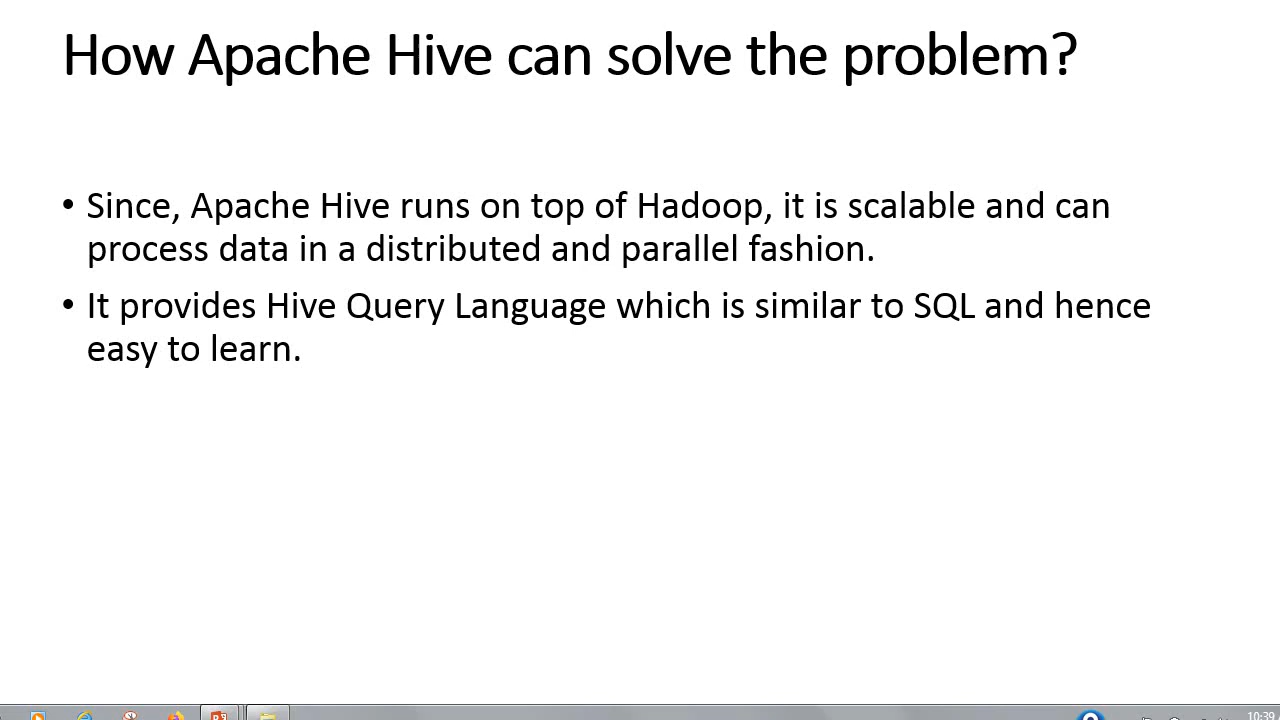 How Apache Hive can solve the problem?
• Since, Apache Hive runs on top of Hadoop, it is scalable and can
process data in a distributed and parallel fashion.
• It provides Hive Query Language which is similar to SQL and hence
easy to learn.